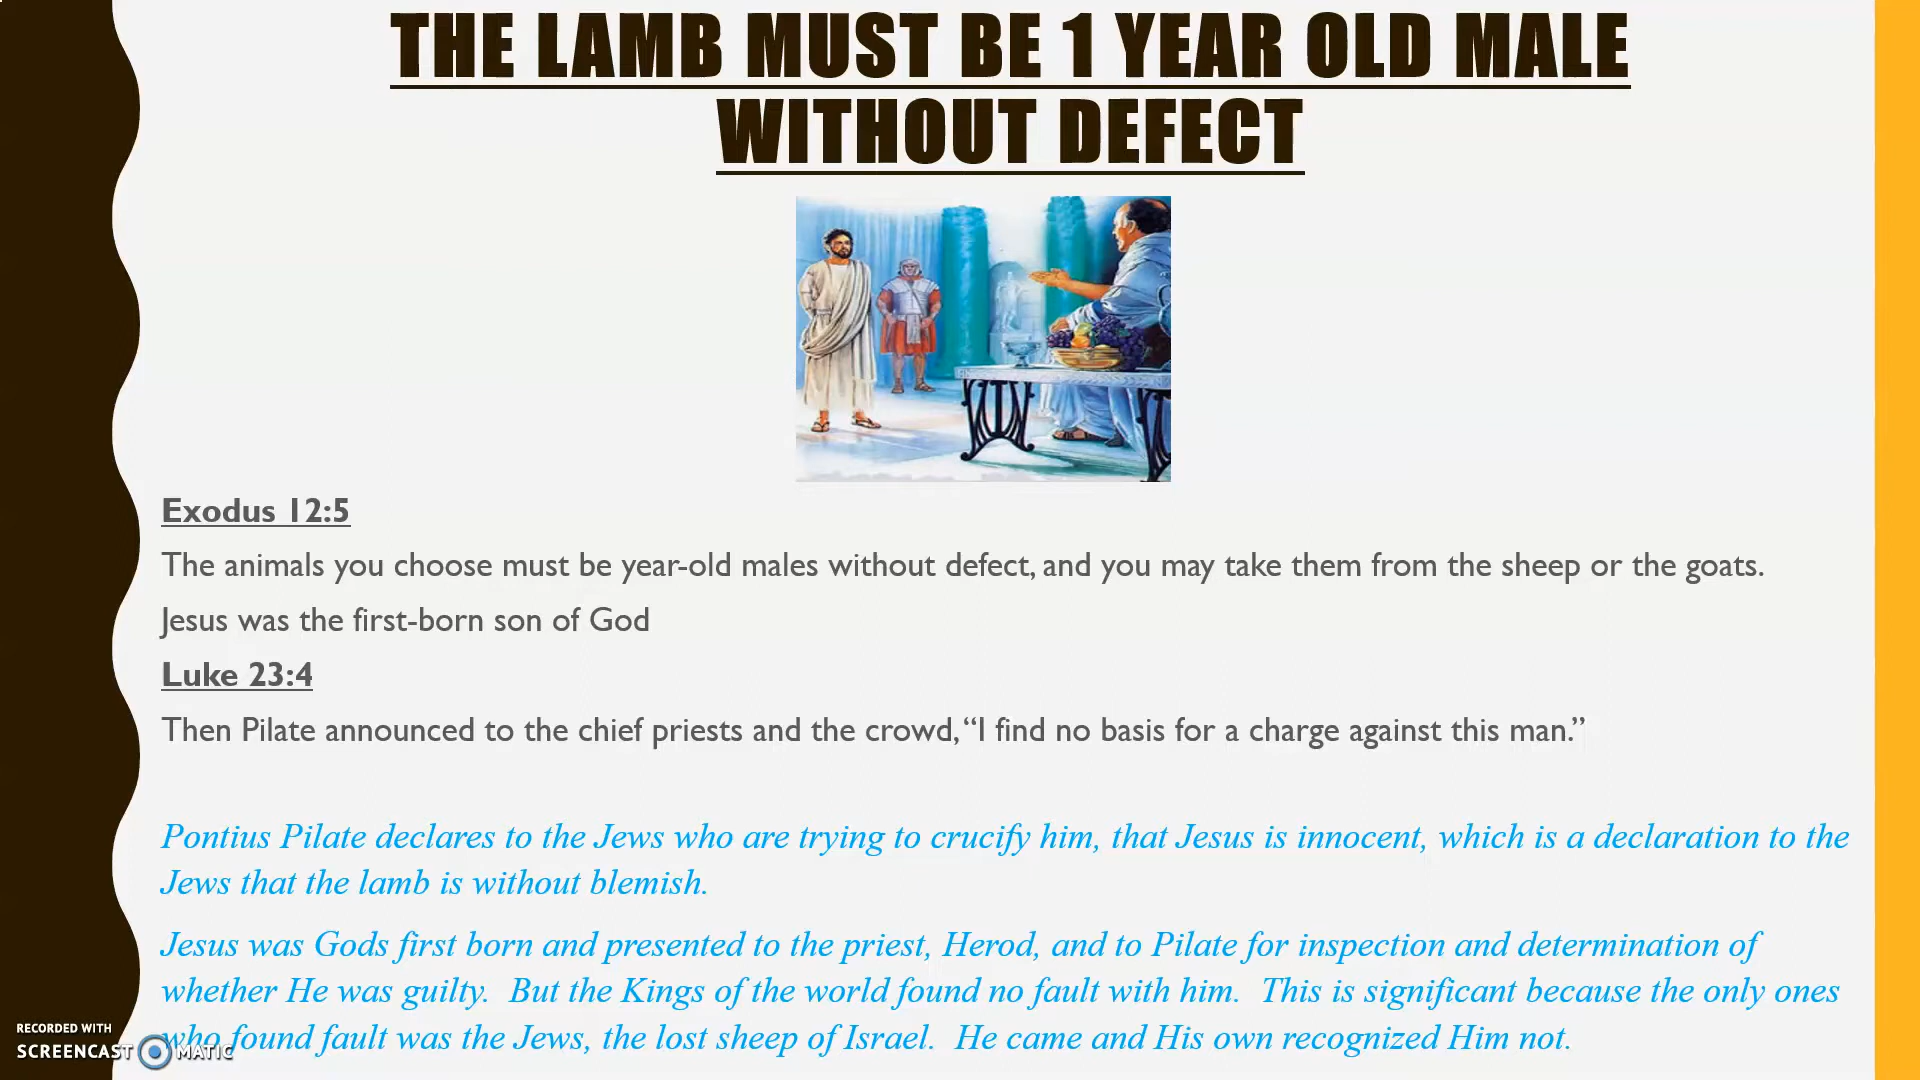 THE LAMB MUST BE 1 YEAR OLD MALE
WITHOUT DEFECT
Exodus 12:5
The animals you choose must be year-old males without defect, and you may take them from the sheep or the goats.
Jesus was the first-born son of God
Luke 23:4
Then Pilate announced to the chief priests and the crowd, “I find no basis for a charge against this man.”
Pontius Pilate declares to the Jews who are trying to crucify him, that Jesus is innocent, which is a declaration to the
Jews that the lamb is without blemish.
Jesus was Gods first born and presented to the priest, Herod, and to Pilate for inspection and determination of
whether He was guilty.  But the Kings of the world found no fault with him.  This is significant because the only ones
who found fault was the Jews, the lost sheep of Israel.  He came and His own recognized Him not.
RECORDED WITH
SCREENCAST MATIC